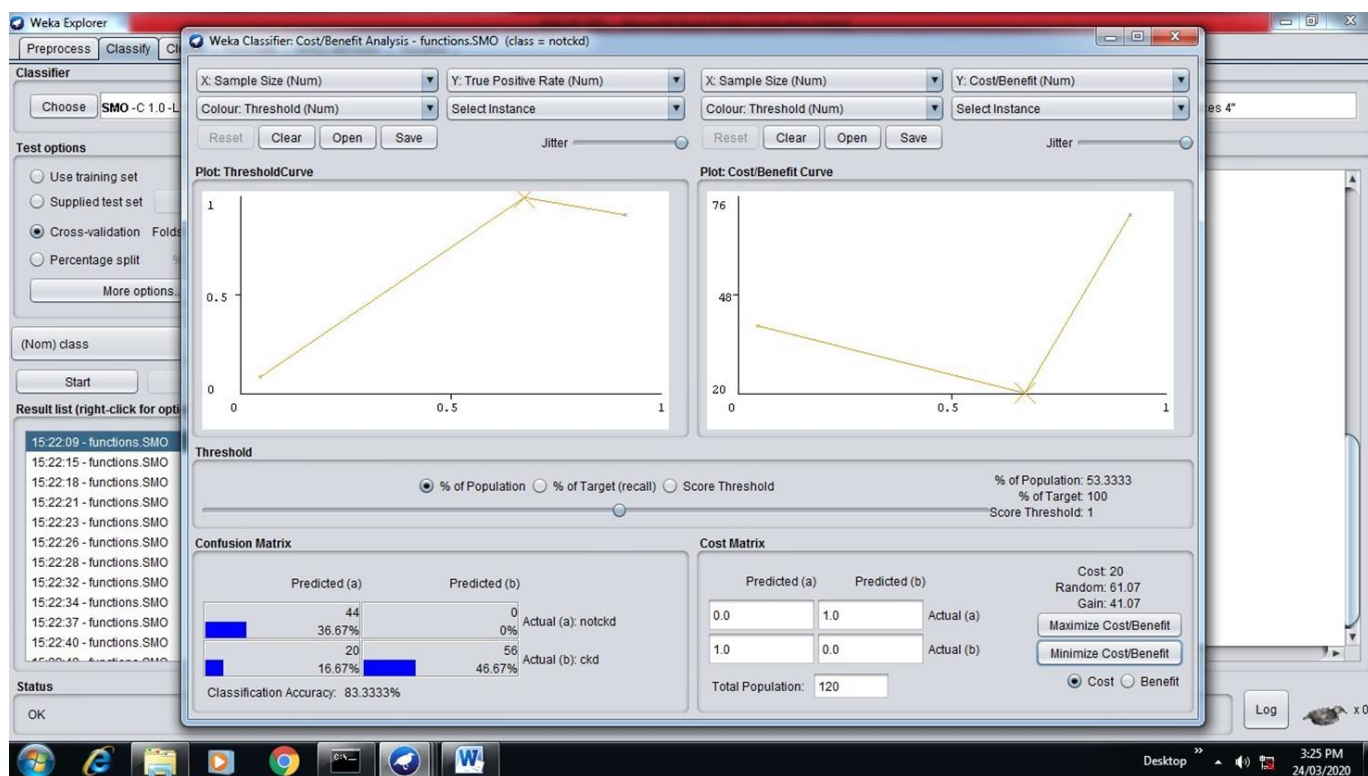 Weka Explorer
Preprocess Classify
Weka Classifier: Cost/Benefit Analysis - functions.SMO (class = notckd)
Classifier
Choose SMO -C 1.0 -L
es 4"
X: Sample Size (Num) Y: True Positive Rate (Num) X: Sample Size (Num) Y: Cost/Benefit (Num)
Colour: Threshold (Num) Select Instance Colour: Threshold (Num) Select Instance
Reset Clear Open Save Jitter Reset Clear Open Save Jitter
Test options
Use training set
Supplied test set
Cross-validation Folds
Percentage split %
More options..
(Nom) class
Start
Result list (right-click for opti
15:22:09 - functions.SMO
15:22:15 - functions.SMO
15:22:18 - functions.SMO
15:22:21 - functions.SMO
15:22:23 - functions.SMO
15:22:26 - functions.SMO
15:22:28 - functions.SMO
15:22:32 - functions.SMO
15:22:34 - functions.SMO
15:22:37 - functions.SMO
15:22:40 - functions.SMO
Plot: ThresholdCurve
1
0.5
0
0 0.5 1
Plot: Cost/Benefit Curve
76
48
20
0 0.5 1
Threshold
% of Population % of Target (recall) Score Threshold
% of Population: 53.3333
% of Target: 100
Score Threshold: 1
Confusion Matrix
Predicted (a) Predicted (b)
44 0
36.67% 0%
Actual (a): notckd
20 56
16.67% 46.67%
Actual (b): ckd
Classification Accuracy: 83.3333%
Cost Matrix
Predicted (a) Predicted (b)
0.0 1.0 Actual (a)
1.0 0.0 Actual (b)
Total Population: 120
Cost: 20
Random: 61.07
Gain: 41.07
Maximize Cost/Benefit
Minimize Cost/Benefit
Cost Benefit
Status
OK
Log x 0
Desktop
3:25 PM
24/03/2020